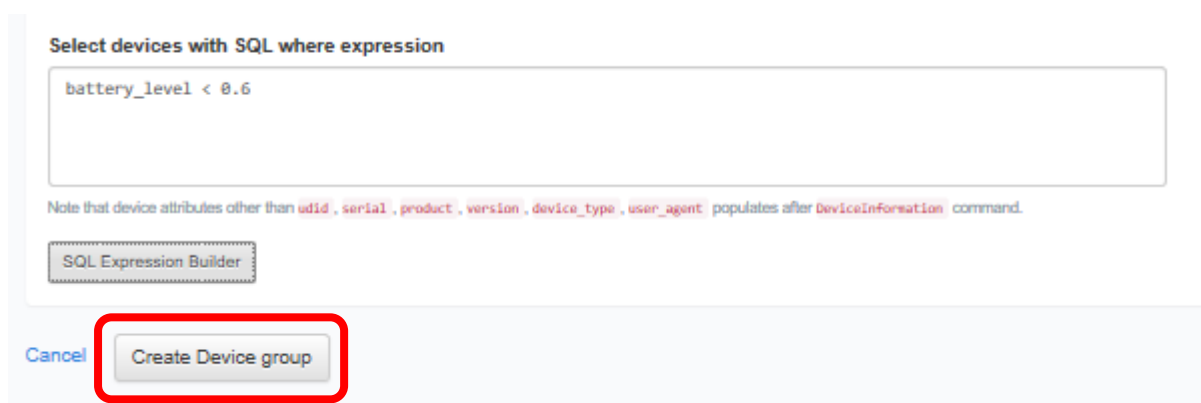 Select devices with SQL where expression
battery_level < 0.6
Note that device attributes other than udid , serial , product , version , device_type , user_agent populates after DeviceInformation command.
SQL Expression Builder
Cancel Create Device group